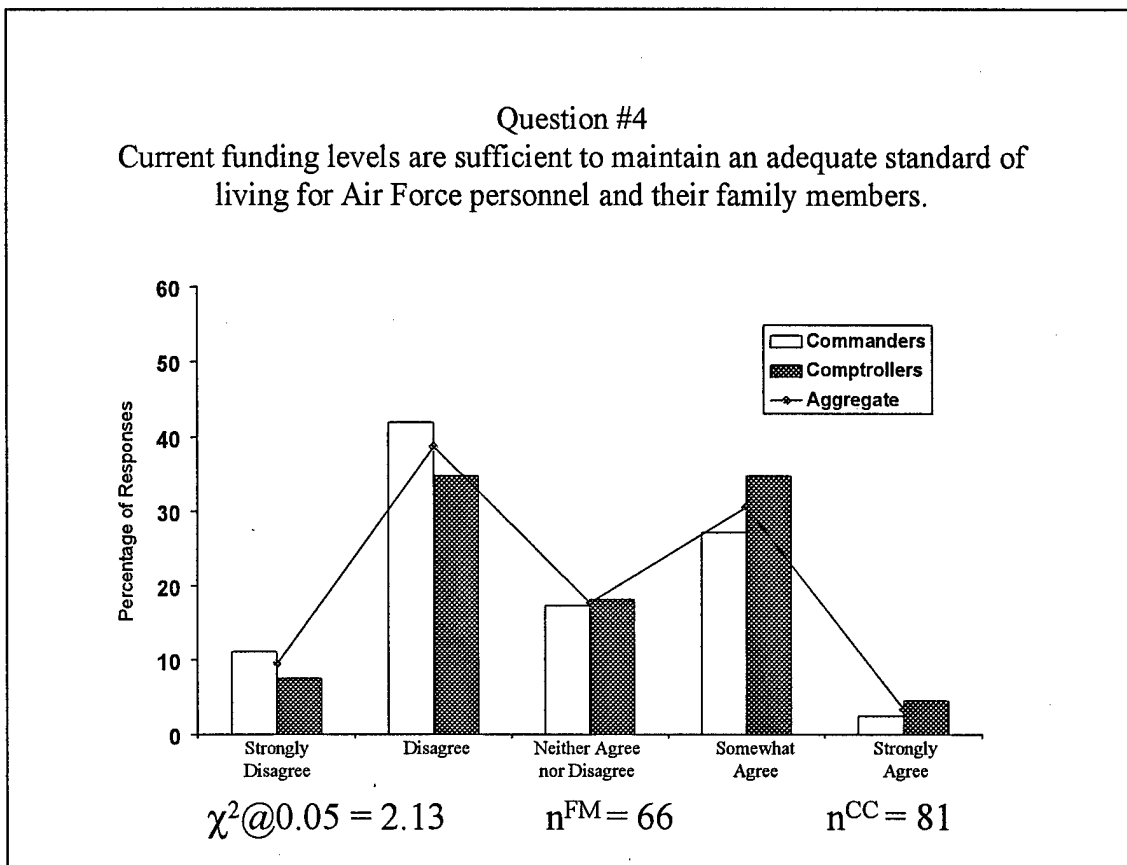 Question #4
Current funding levels are sufficient to maintain an adequate standard of
living for Air Force personnel and their family members.
60
50
40
30
20
10
0
Percentage of Responses
Commanders
Comptrollers
Aggregate
Strongly
Disagree
Disagree
Neither Agree
nor Disagree
Somewhat
Agree
Strongly
Agree
χ²@0.05 = 2.13 nᶠᴹ = 66 nᶜᶜ = 81